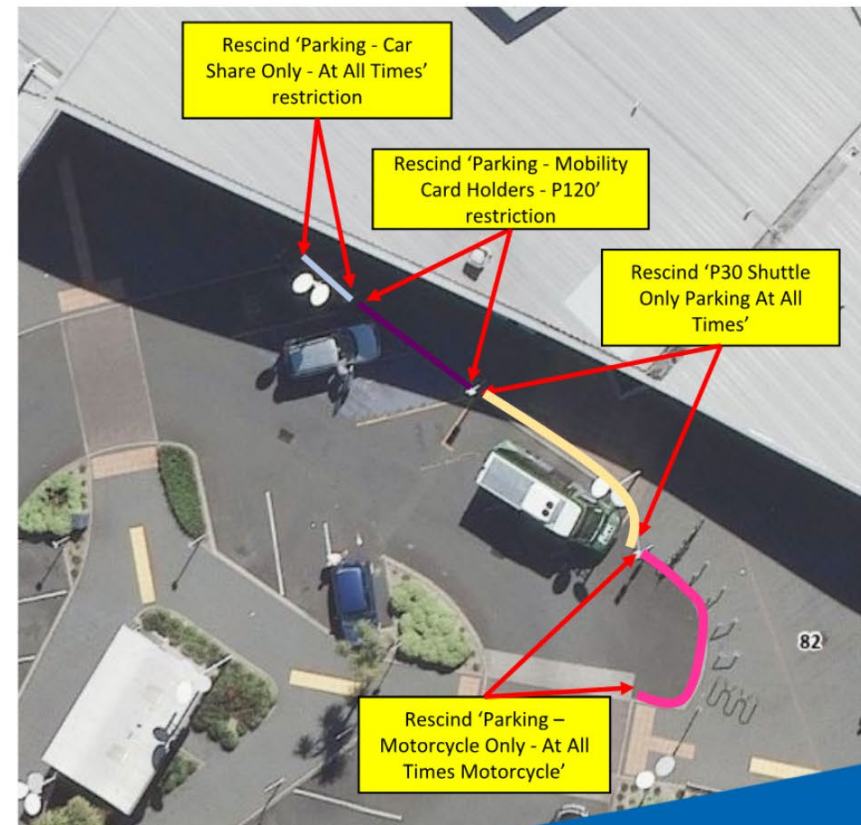 Rescind ‘Parking - Car
Share Only - At All Times’
restriction
Rescind ‘Parking - Mobility
Card Holders - P120’
restriction
Rescind ‘P30 Shuttle
Only Parking At All
Times’
82
Rescind ‘Parking –
Motorcycle Only - At All
Times Motorcycle’